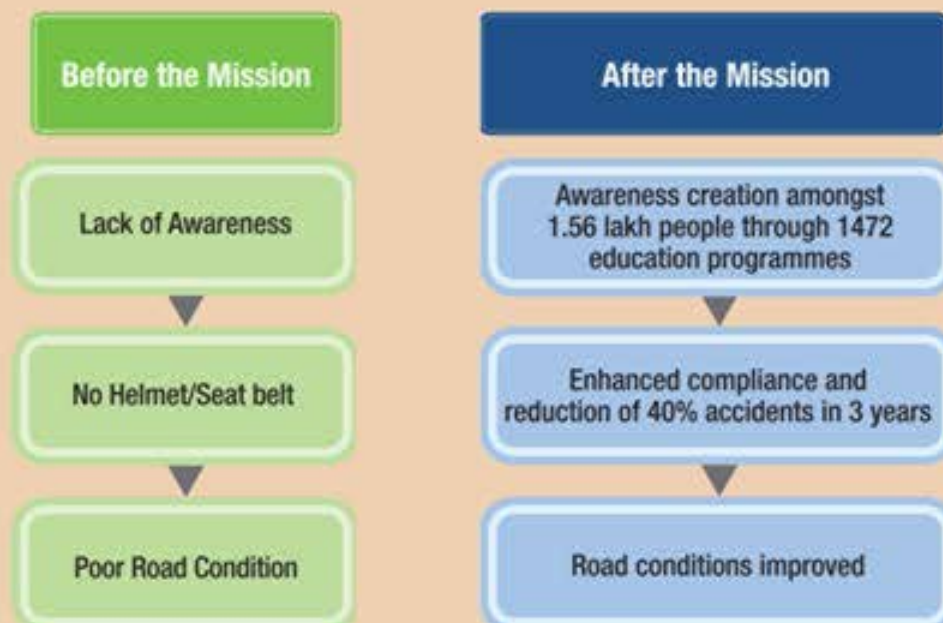 Before the Mission
Lack of Awareness
No Helmet/Seat belt
Poor Road Condition
After the Mission
Awareness creation amongst
1.56 lakh people through 1472
education programmes
Enhanced compliance and
reduction of 40% accidents in 3 years
Road conditions improved